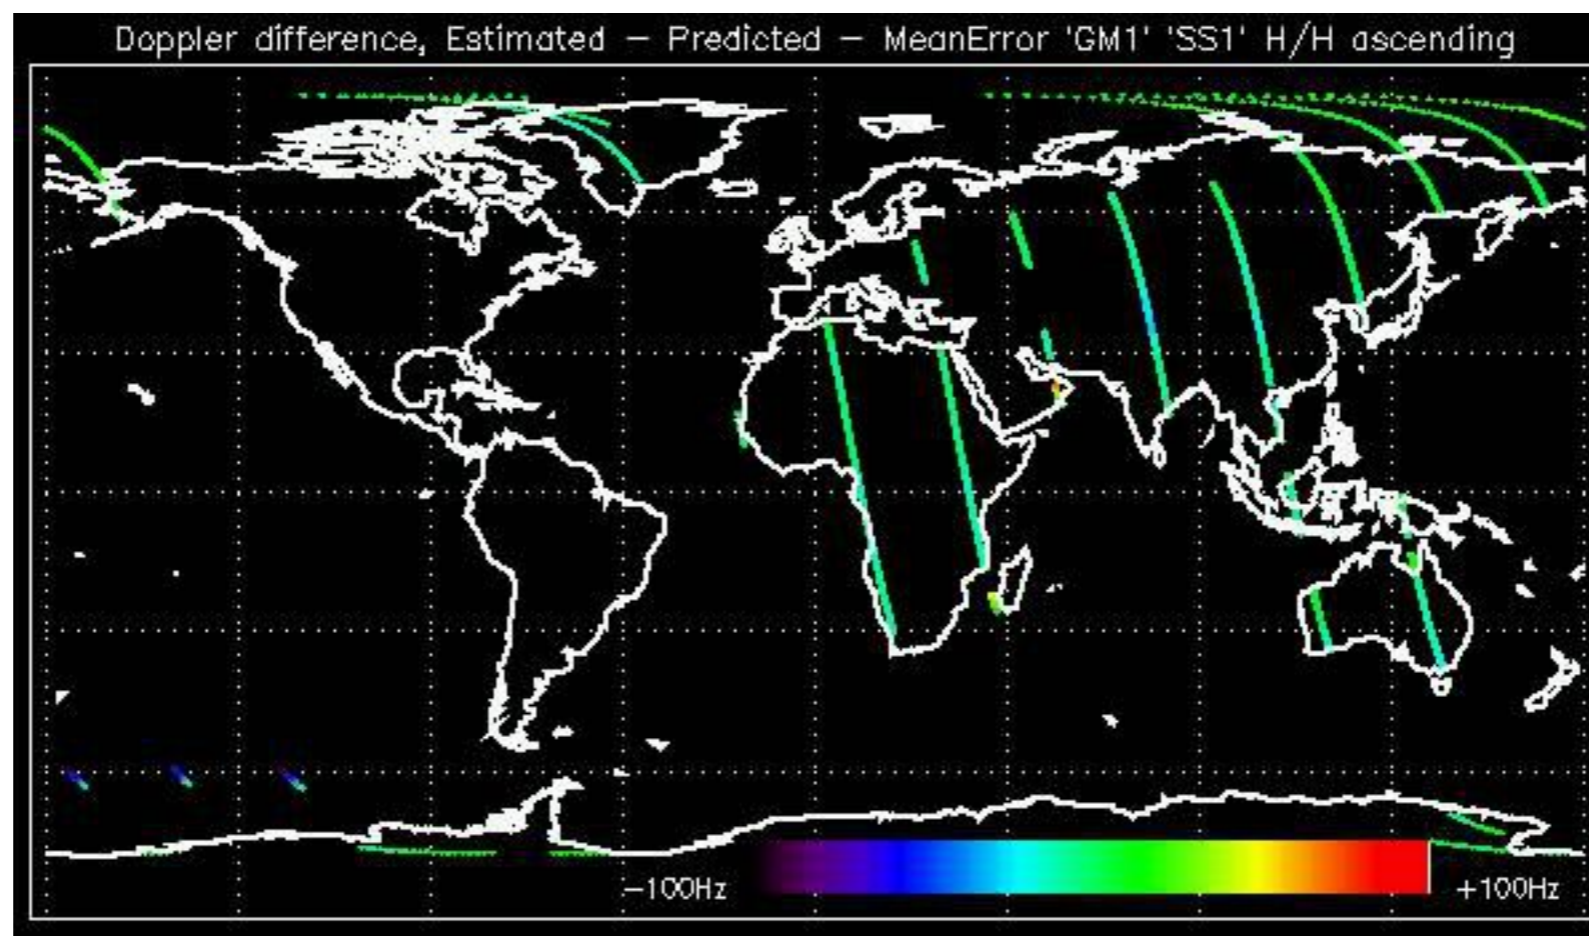 Doppler difference, Estimated – Predicted – MeanError 'GM1' 'SS1' H/H ascending
–100Hz
+100Hz